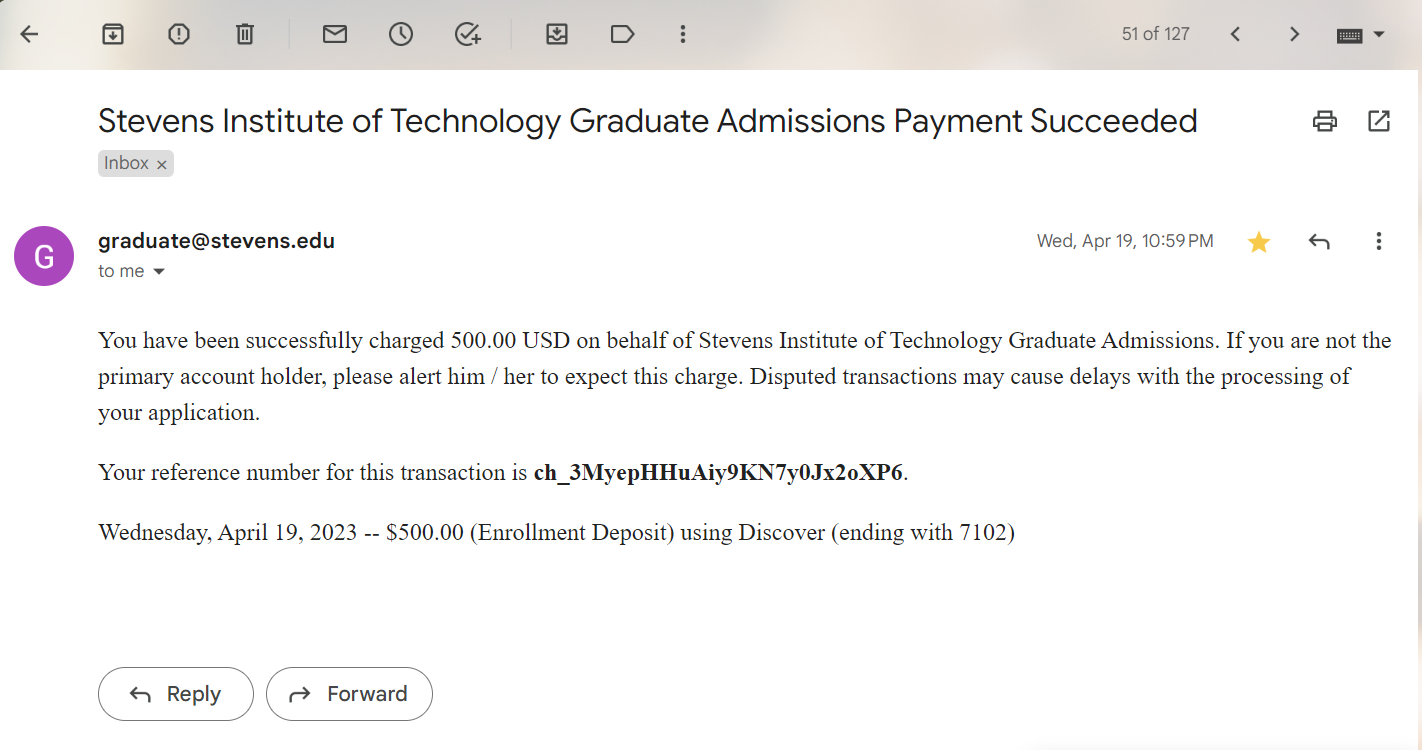 51 of 127
Stevens Institute of Technology Graduate Admissions Payment Succeeded
Inbox ×
G
graduate@stevens.edu
Wed, Apr 19, 10:59 PM
to me
You have been successfully charged 500.00 USD on behalf of Stevens Institute of Technology Graduate Admissions. If you are not the
primary account holder, please alert him / her to expect this charge. Disputed transactions may cause delays with the processing of
your application.
Your reference number for this transaction is ch_3MyepHHuAiy9KN7y0Jx2oXP6.
Wednesday, April 19, 2023 -- $500.00 (Enrollment Deposit) using Discover (ending with 7102)
Reply
Forward